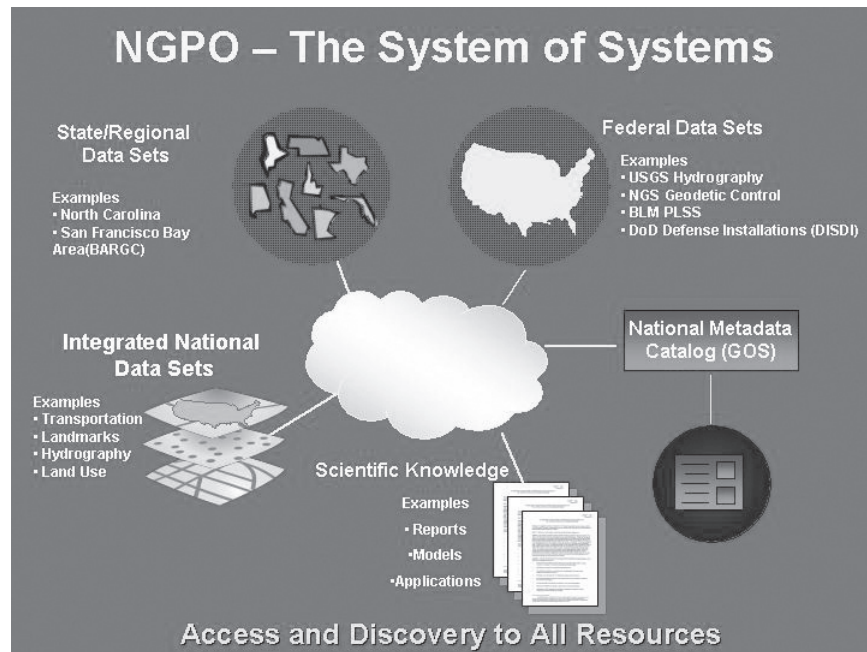 NGPO – The System of Systems
State/Regional
Data Sets
Examples
• North Carolina
• San Francisco Bay
Area(BARGC)
Federal Data Sets
Examples
• USGS Hydrography
• NGS Geodetic Control
• BLM PLSS
• DoD Defense Installations (DISDI)
Integrated National
Data Sets
Examples
• Transportation
• Landmarks
• Hydrography
• Land Use
National Metadata
Catalog (GOS)
Scientific Knowledge
Examples
• Reports
• Models
•Applications
Access and Discovery to All Resources